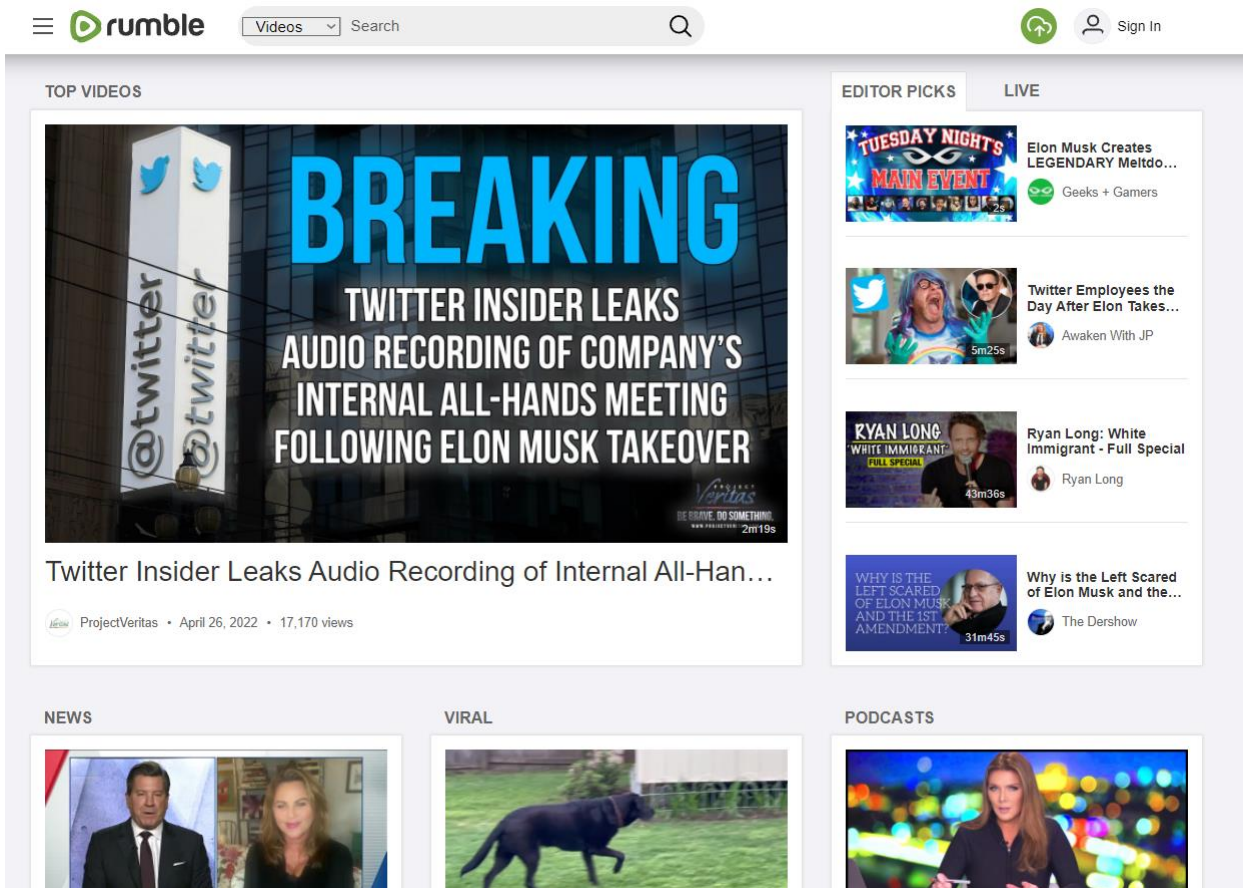 rumble
Videos
Search
Sign In
TOP VIDEOS
@twitter
@twitter
BREAKING
TWITTER INSIDER LEAKS
AUDIO RECORDING OF COMPANY'S
INTERNAL ALL-HANDS MEETING
FOLLOWING ELON MUSK TAKEOVER
PROJECT
Veritas
BE BRAVE. DO SOMETHING.
2m19s
Twitter Insider Leaks Audio Recording of Internal All-Han...
ProjectVeritas • April 26, 2022 • 17,170 views
EDITOR PICKS
LIVE
TUESDAY NIGHT'S
MAIN EVENT
2s
Elon Musk Creates
LEGENDARY Meltdo...
Geeks + Gamers
5m25s
Twitter Employees the
Day After Elon Takes...
Awaken With JP
RYAN LONG
WHITE IMMIGRANT
FULL SPECIAL
43m36s
Ryan Long: White
Immigrant - Full Special
Ryan Long
WHY IS THE
LEFT SCARED
OF ELON MUSK
AND THE 1ST
AMENDMENT?
31m45s
Why is the Left Scared
of Elon Musk and the...
The Dershow
NEWS
VIRAL
PODCASTS